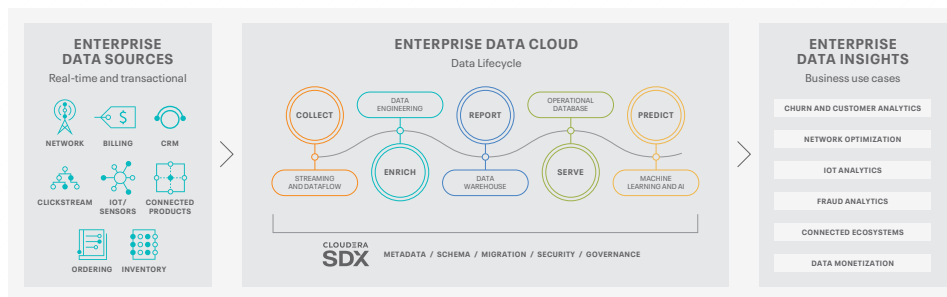 ENTERPRISE
DATA SOURCES
Real-time and transactional
NETWORK
BILLING
CRM
CLICKSTREAM
IOT/
SENSORS
CONNECTED
PRODUCTS
ORDERING
INVENTORY
ENTERPRISE DATA CLOUD
Data Lifecycle
COLLECT
STREAMING
AND DATAFLOW
DATA
ENGINEERING
ENRICH
REPORT
DATA
WAREHOUSE
OPERATIONAL
DATABASE
SERVE
PREDICT
MACHINE
LEARNING AND AI
CLOUDERA
SDX
METADATA / SCHEMA / MIGRATION / SECURITY / GOVERNANCE
ENTERPRISE
DATA INSIGHTS
Business use cases
CHURN AND CUSTOMER ANALYTICS
NETWORK OPTIMIZATION
IOT ANALYTICS
FRAUD ANALYTICS
CONNECTED ECOSYSTEMS
DATA MONETIZATION